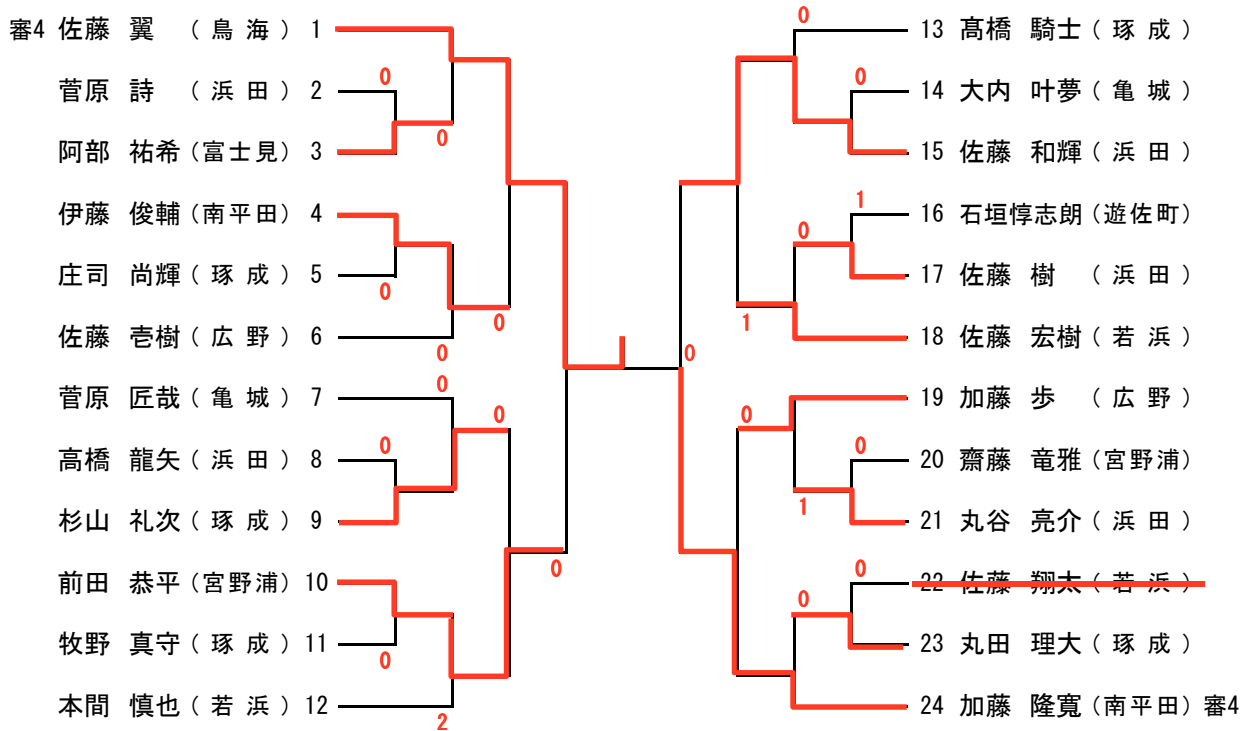 審4 佐藤 翼 （ 鳥 海 ） 1
0
菅原 詩 （ 浜 田 ） 2
0
阿部 祐希（富士見） 3
伊藤 俊輔（南平田） 4
庄司 尚輝（ 琢 成 ） 5
0
0
佐藤 壱樹（ 広 野 ） 6
0
0
菅原 匠哉（ 亀 城 ） 7
0
高橋 龍矢（ 浜 田 ） 8
0
杉山 礼次（ 琢 成 ） 9
前田 恭平（宮野浦） 10
0
牧野 真守（ 琢 成 ） 11
0
本間 慎也（ 若 浜 ） 12
2
0
0
13 髙橋 騎士（ 琢 成 ）
0
14 大内 叶夢（ 亀 城 ）
15 佐藤 和輝（ 浜 田 ）
1
16 石垣惇志朗（遊佐町）
0
17 佐藤 樹 （ 浜 田 ）
1
18 佐藤 宏樹（ 若 浜 ）
19 加藤 歩 （ 広 野 ）
0
0
20 齋藤 竜雅（宮野浦）
1
21 丸谷 亮介（ 浜 田 ）
0
22 佐藤 翔太（ 若 浜 ）
0
23 丸田 理大（ 琢 成 ）
24 加藤 隆寛（南平田）審4